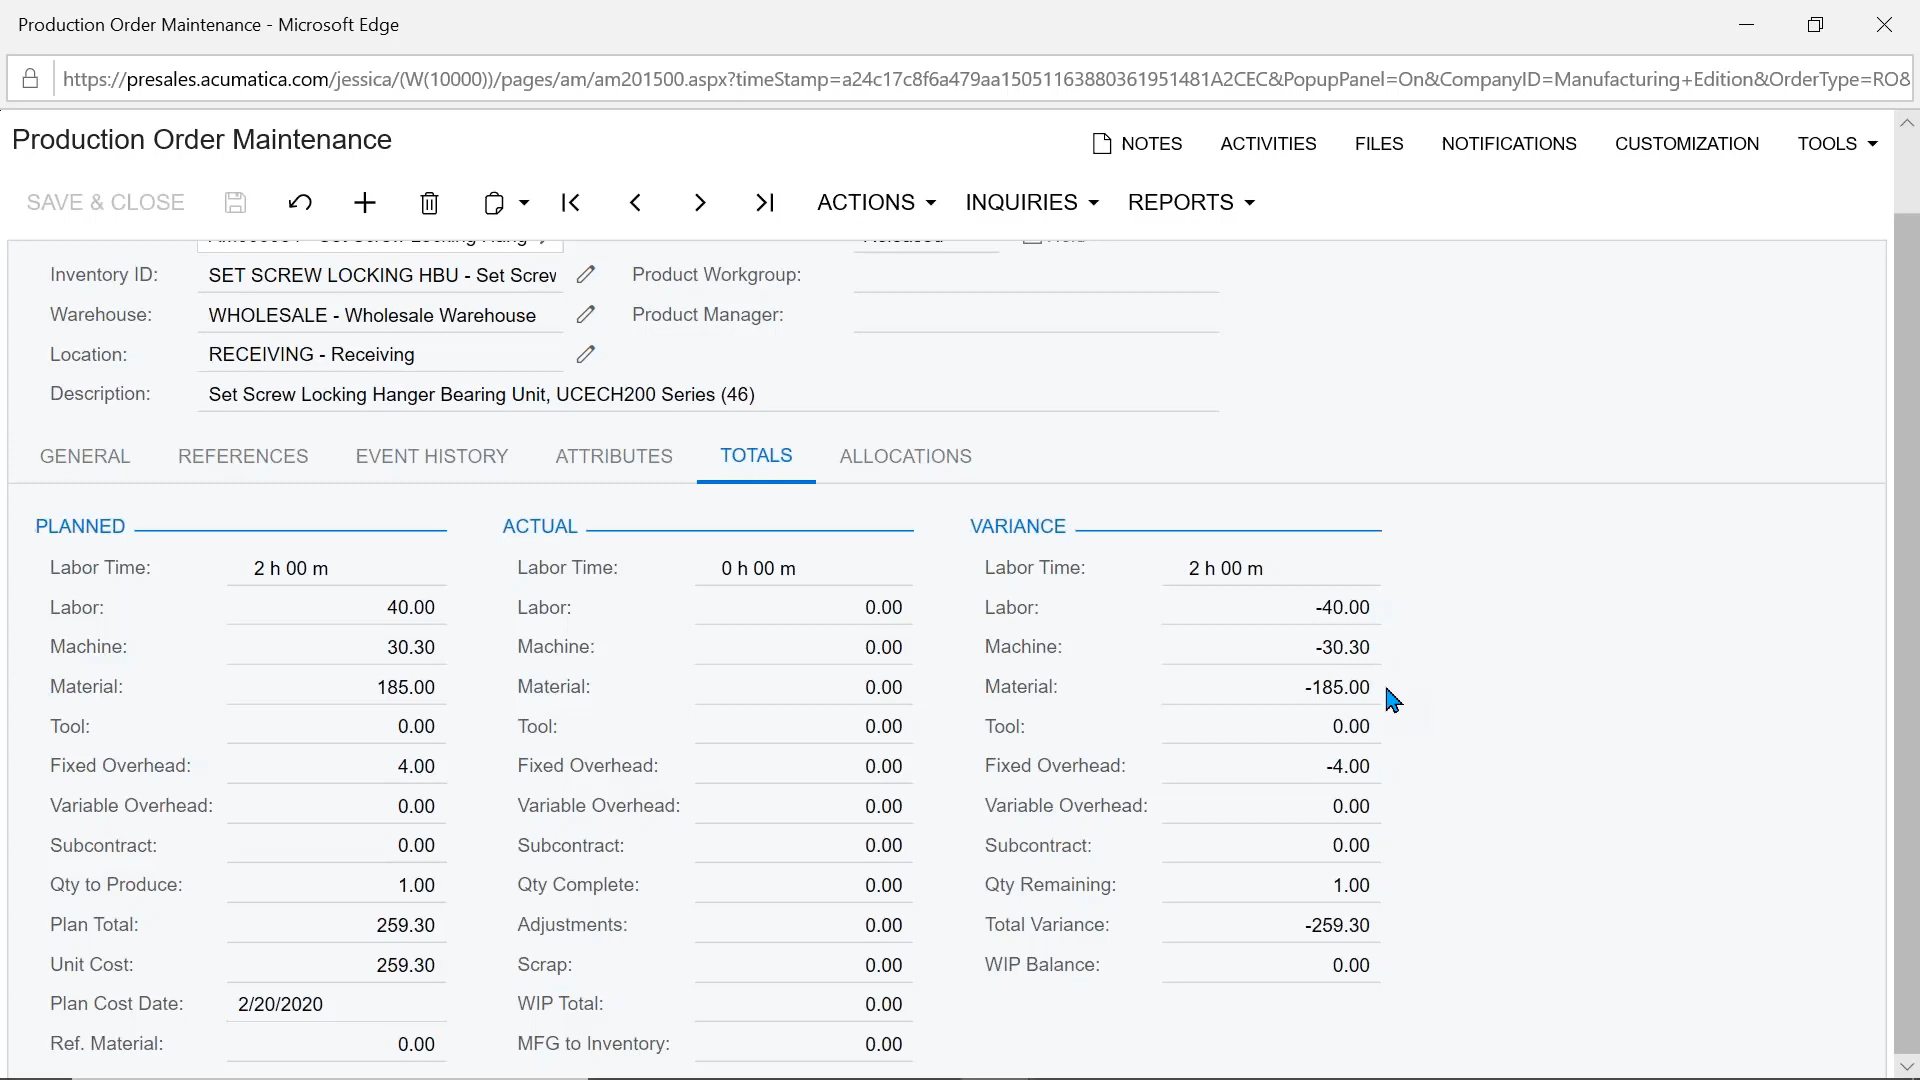 Production Order Maintenance - Microsoft Edge
https://presales.acumatica.com/jessica/(W(10000))/pages/am/am201500.aspx?timeStamp=a24c17c8f6a479aa15051163880361951481A2CEC&PopupPanel=On&CompanyID=Manufacturing+Edition&OrderType=RO&
Production Order Maintenance NOTES ACTIVITIES FILES NOTIFICATIONS CUSTOMIZATION TOOLS
SAVE & CLOSE ACTIONS INQUIRIES REPORTS
Inventory ID: SET SCREW LOCKING HBU - Set Screw Product Workgroup:
Warehouse: WHOLESALE - Wholesale Warehouse Product Manager:
Location: RECEIVING - Receiving
Description: Set Screw Locking Hanger Bearing Unit, UCECH200 Series (46)
GENERAL REFERENCES EVENT HISTORY ATTRIBUTES TOTALS ALLOCATIONS
PLANNED ACTUAL VARIANCE
Labor Time: 2 h 00 m Labor Time: 0 h 00 m Labor Time: 2 h 00 m
Labor: 40.00 Labor: 0.00 Labor: -40.00
Machine: 30.30 Machine: 0.00 Machine: -30.30
Material: 185.00 Material: 0.00 Material: -185.00
Tool: 0.00 Tool: 0.00 Tool: 0.00
Fixed Overhead: 4.00 Fixed Overhead: 0.00 Fixed Overhead: -4.00
Variable Overhead: 0.00 Variable Overhead: 0.00 Variable Overhead: 0.00
Subcontract: 0.00 Subcontract: 0.00 Subcontract: 0.00
Qty to Produce: 1.00 Qty Complete: 0.00 Qty Remaining: 1.00
Plan Total: 259.30 Adjustments: 0.00 Total Variance: -259.30
Unit Cost: 259.30 Scrap: 0.00 WIP Balance: 0.00
Plan Cost Date: 2/20/2020 WIP Total: 0.00
Ref. Material: 0.00 MFG to Inventory: 0.00